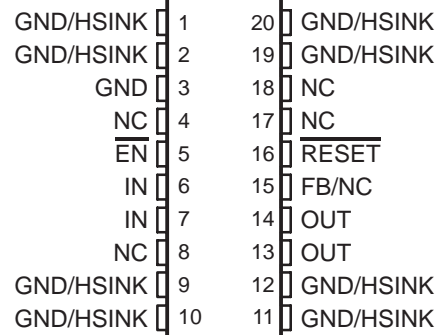 GND/HSINK 1 20 GND/HSINK
GND/HSINK 2 19 GND/HSINK
GND 3 18 NC
NC 4 17 NC
EN 5 16 RESET
IN 6 15 FB/NC
IN 7 14 OUT
NC 8 13 OUT
GND/HSINK 9 12 GND/HSINK
GND/HSINK 10 11 GND/HSINK